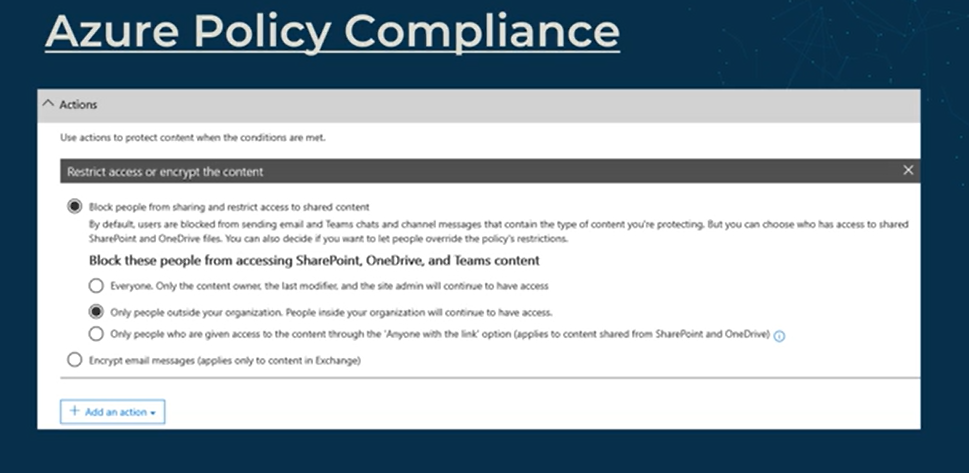 Azure Policy Compliance
Actions
Use actions to protect content when the conditions are met.
Restrict access or encrypt the content
Block people from sharing and restrict access to shared content
By default, users are blocked from sending email and Teams chats and channel messages that contain the type of content you're protecting. But you can choose who has access to shared
SharePoint and OneDrive files. You can also decide if you want to let people override the policy's restrictions.
Block these people from accessing SharePoint, OneDrive, and Teams content
Everyone. Only the content owner, the last modifier, and the site admin will continue to have access
Only people outside your organization. People inside your organization will continue to have access.
Only people who are given access to the content through the 'Anyone with the link' option (applies to content shared from SharePoint and OneDrive)
Encrypt email messages (applies only to content in Exchange)
+ Add an action